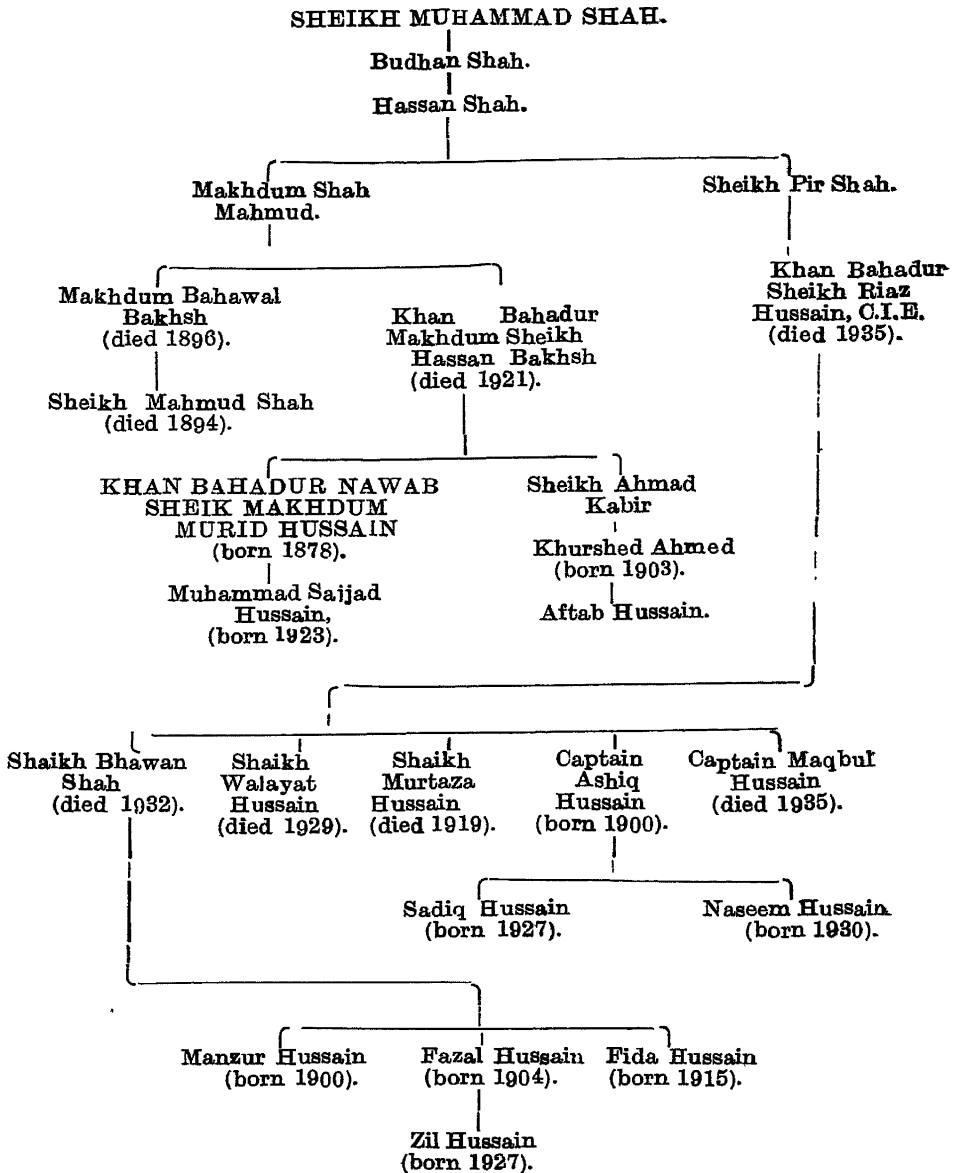 SHEIKH MUHAMMAD SHAH.
Budhan Shah.
Hassan Shah.
Makhdum Shah
Mahmud.
Sheikh Pir Shah.
Makhdum Bahawal
Bakhsh
(died 1896).
Khan Bahadur
Makhdum Sheikh
Hassan Bakhsh
(died 1921).
Khan Bahadur
Sheikh Riaz
Hussain, C.I.E.
(died 1935).
Sheikh Mahmud Shah
(died 1894).
KHAN BAHADUR NAWAB
SHEIK MAKHDUM
MURID HUSSAIN
(born 1878).
Sheikh Ahmad
Kabir
Khurshed Ahmed
(born 1903).
Muhammad Sajjad
Hussain,
(born 1923).
Aftab Hussain.
Shaikh Bhawan
Shah
(died 1932).
Shaikh
Walayat
Hussain
(died 1929).
Shaikh
Murtaza
Hussain
(died 1919).
Captain
Ashiq
Hussain
(born 1900).
Captain Maqbul
Hussain
(died 1935).
Sadiq Hussain
(born 1927).
Naseem Hussain
(born 1930).
Manzur Hussain
(born 1900).
Fazal Hussain
(born 1904).
Fida Hussain
(born 1915).
Zil Hussain
(born 1927).